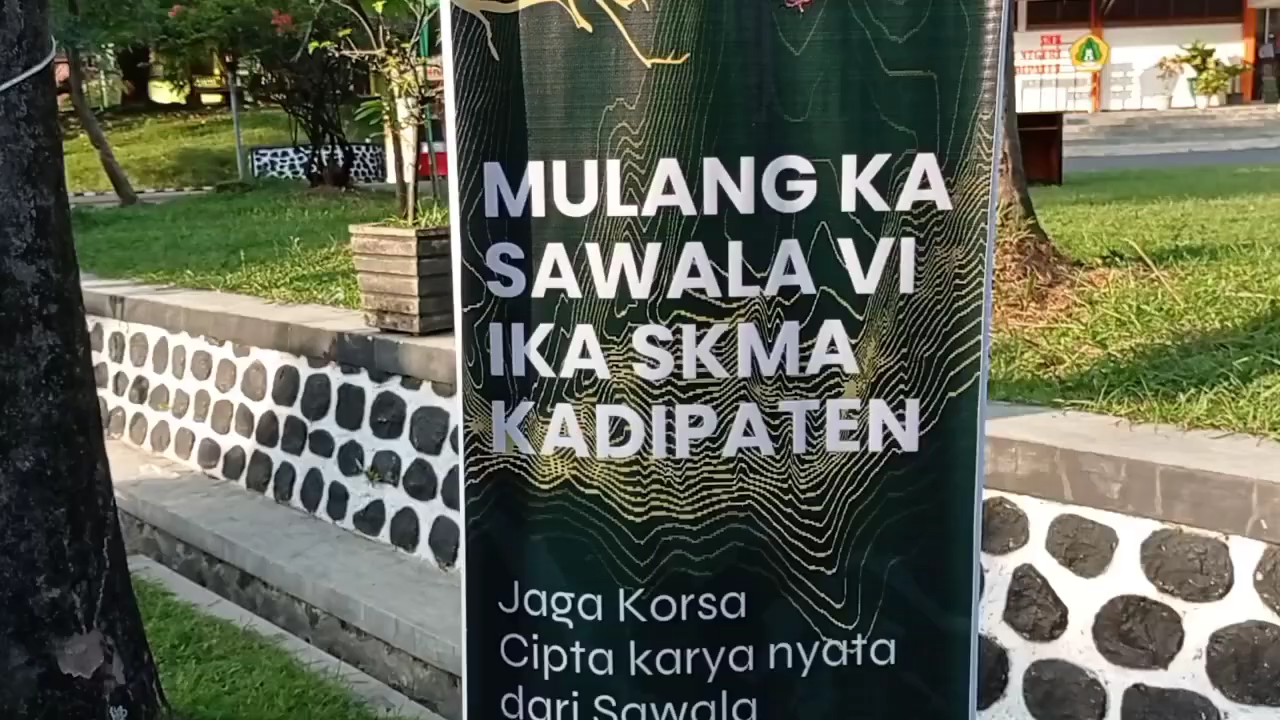 MULANG KA
SAWALA VI
IKA SKMA
KADIPATEN
Jaga Korsa
Cipta karya nyata
dari Sawala